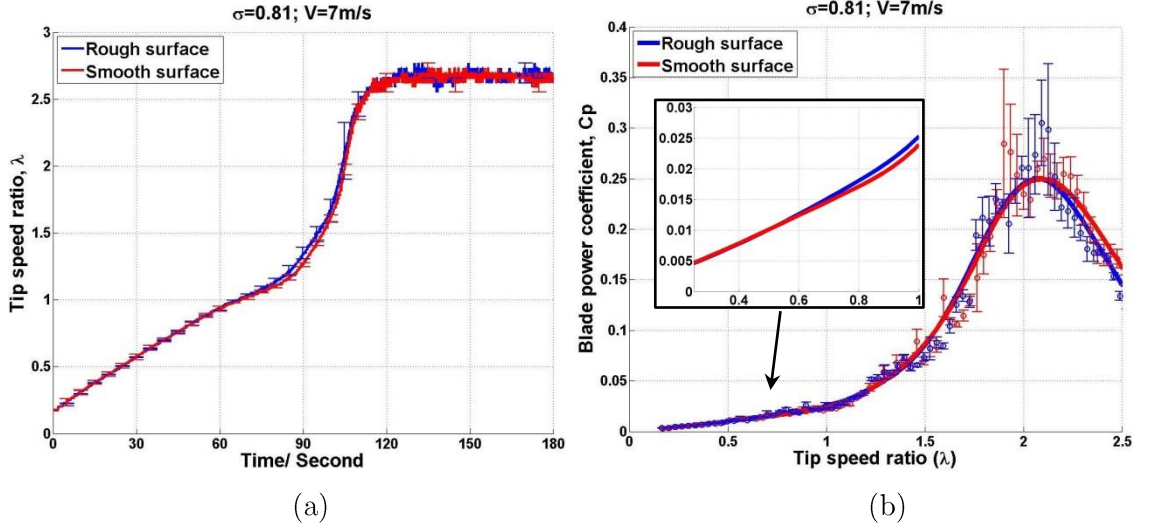 σ=0.81; V=7m/s
Rough surface
Smooth surface
Tip speed ratio, λ
3
2.5
2
1.5
1
0.5
0
0 30 60 90 120 150 180
Time/ Second
(a)
σ=0.81; V=7m/s
Rough surface
Smooth surface
Blade power coefficient, Cp
0.4
0.35
0.3
0.25
0.2
0.15
0.1
0.05
0
0.03
0.025
0.02
0.015
0.01
0.005
0
0.4 0.6 0.8 1
0 0.5 1 1.5 2 2.5
Tip speed ratio (λ)
(b)